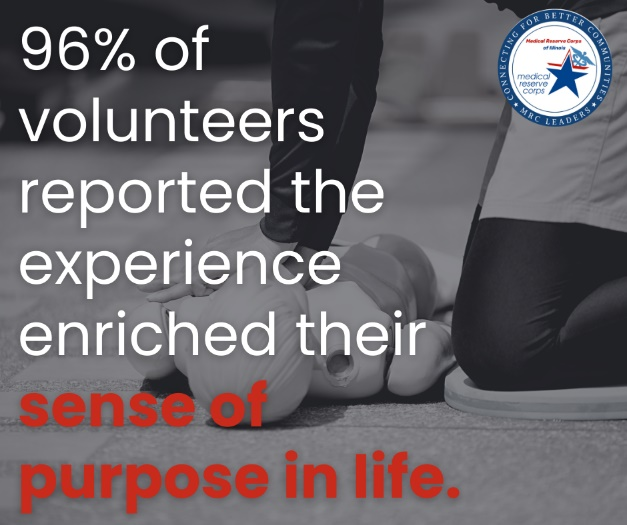 96% of
volunteers
reported the
experience
enriched their
sense of
purpose in life.
CONNECTING FOR BETTER COMMUNITIES
Medical Reserve Corps
of Illinois
medical
reserve
corps
★ MRC LEADERS ★